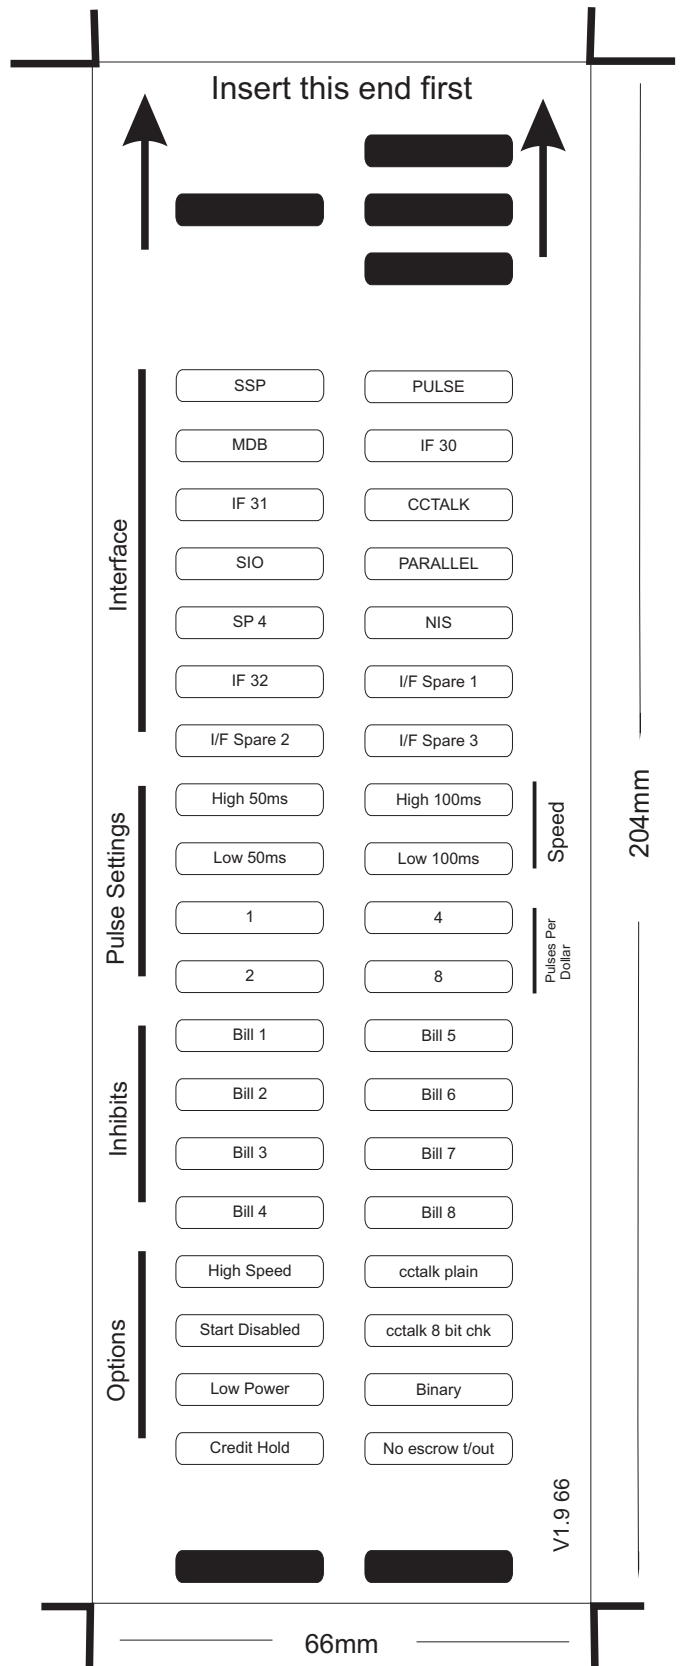 Insert this end first
Interface
SSP
PULSE
MDB
IF 30
IF 31
CCTALK
SIO
PARALLEL
SP 4
NIS
IF 32
I/F Spare 1
I/F Spare 2
I/F Spare 3
Pulse Settings
High 50ms
High 100ms
Speed
Low 50ms
Low 100ms
1
4
Pulses Per
Dollar
2
8
Inhibits
Bill 1
Bill 5
Bill 2
Bill 6
Bill 3
Bill 7
Bill 4
Bill 8
Options
High Speed
cctalk plain
Start Disabled
cctalk 8 bit chk
Low Power
Binary
Credit Hold
No escrow t/out
V1.9 66
204mm
66mm